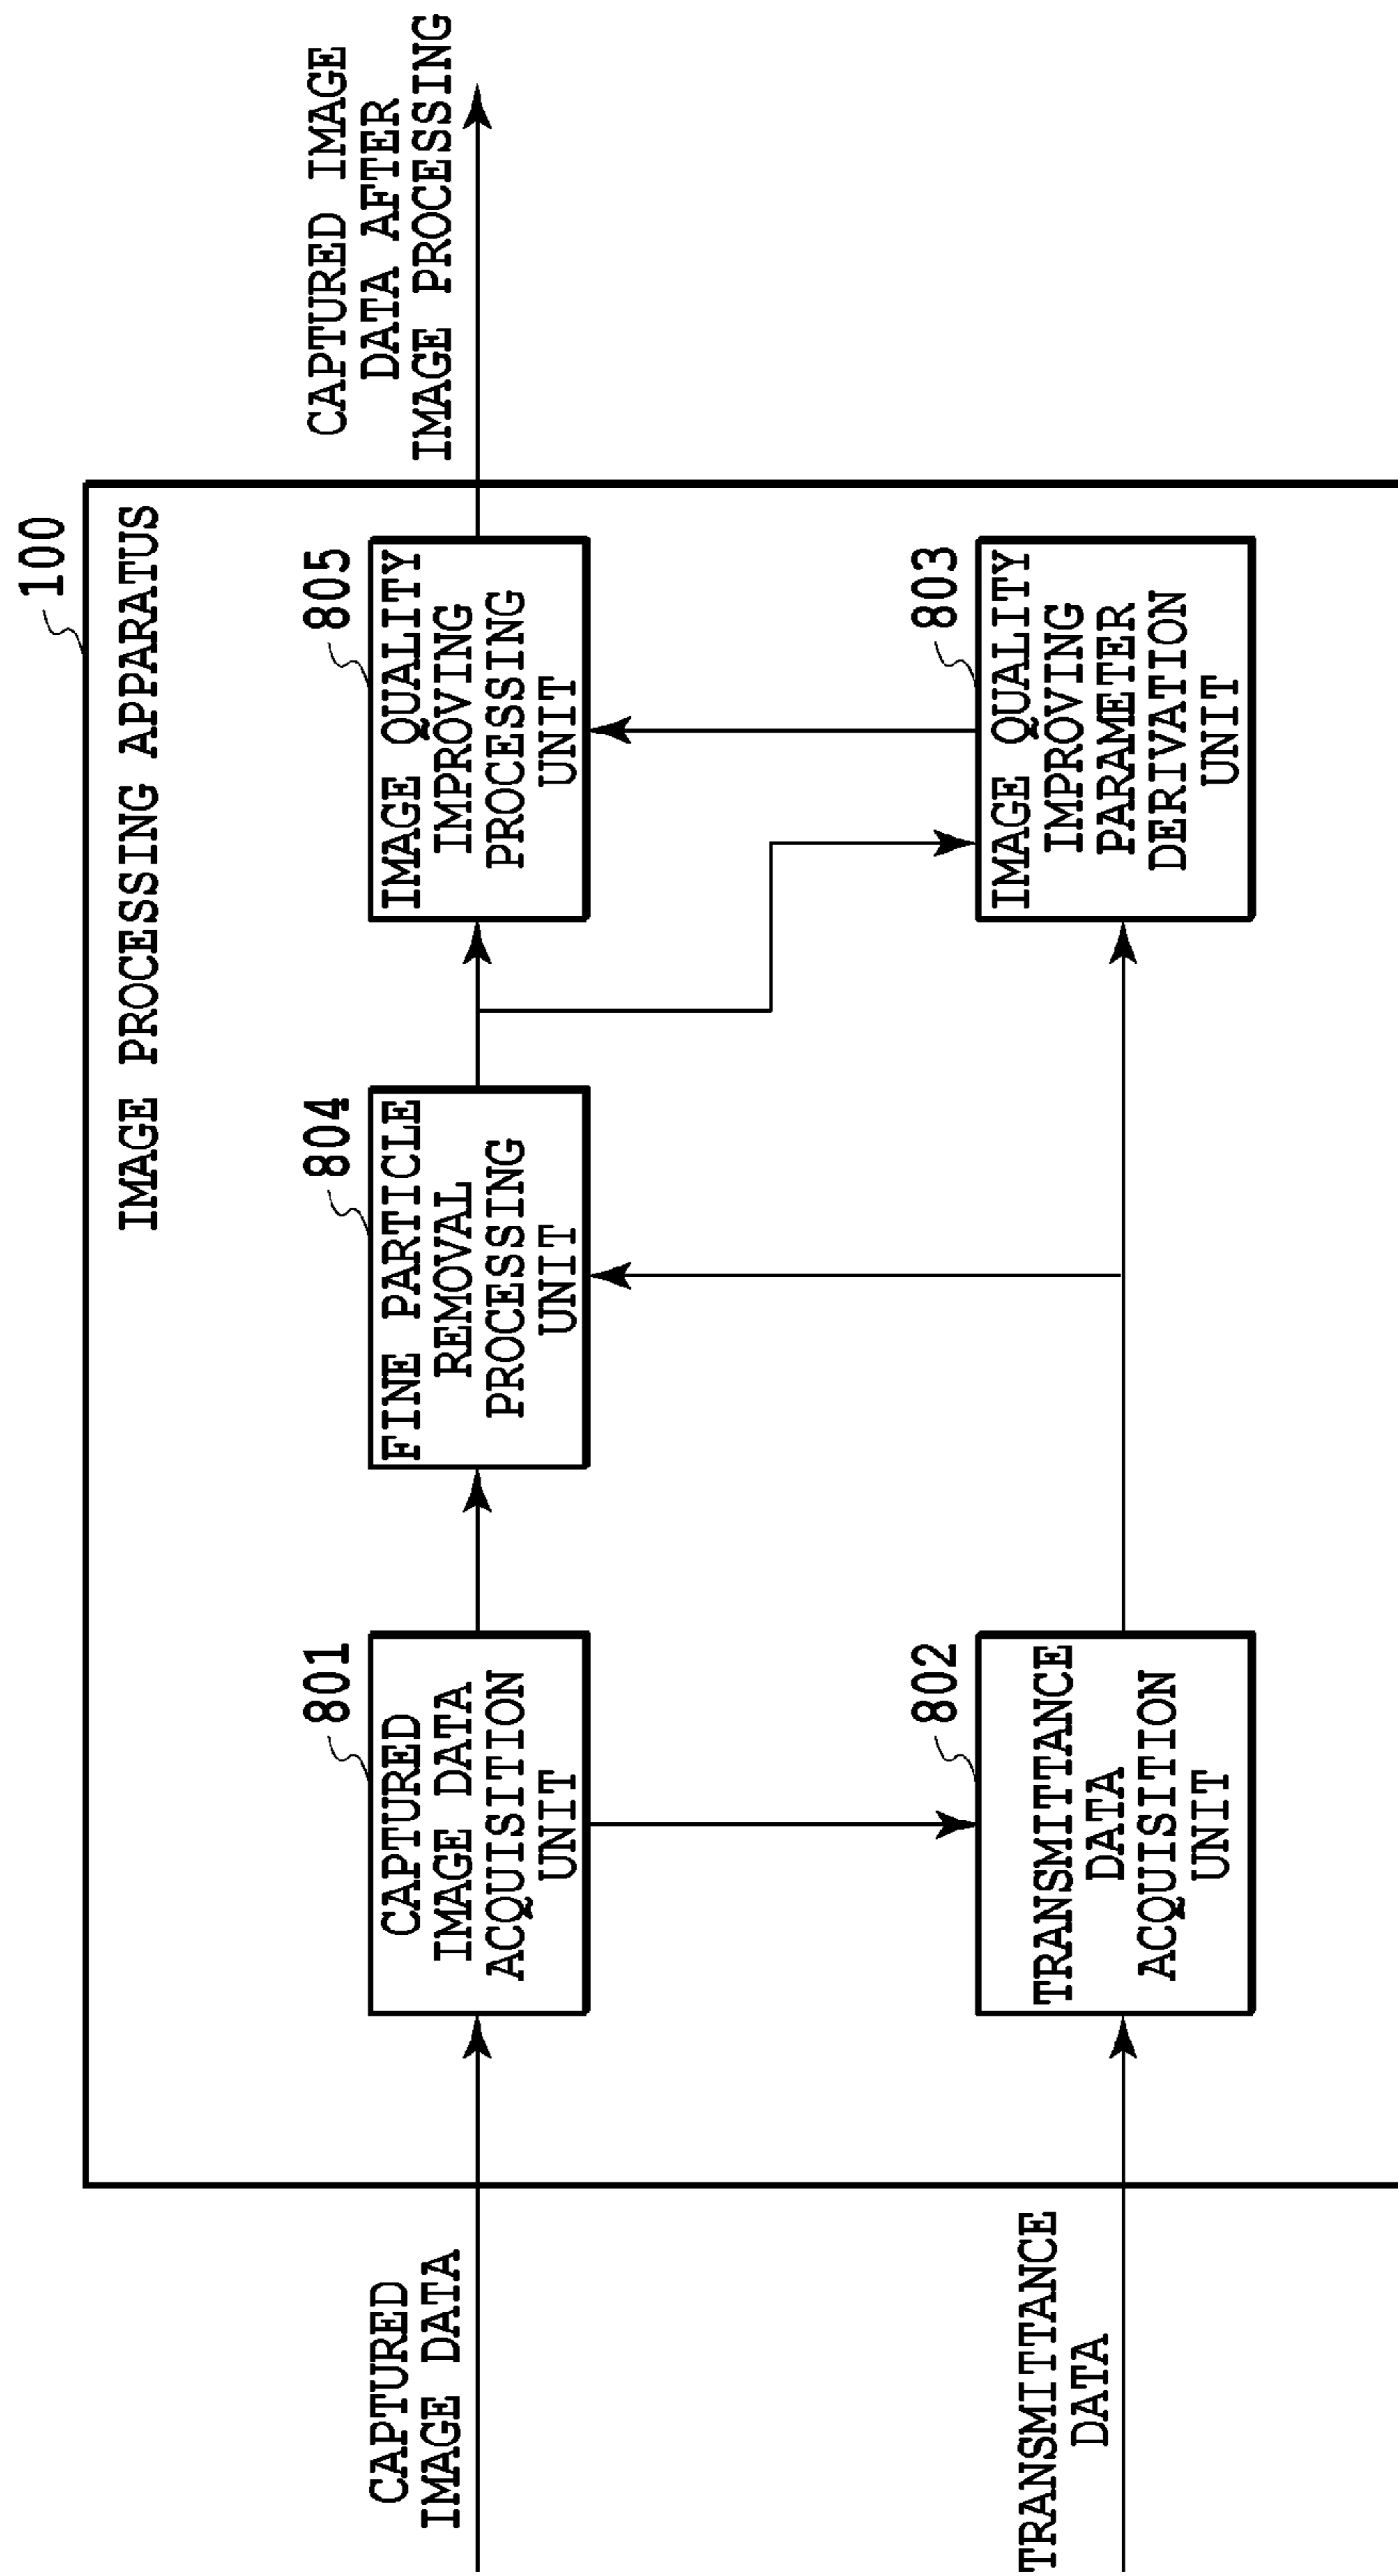 100
IMAGE PROCESSING APPARATUS
CAPTURED
IMAGE DATA
801
CAPTURED
IMAGE DATA
ACQUISITION
UNIT
804
FINE PARTICLE
REMOVAL
PROCESSING
UNIT
805
IMAGE QUALITY
IMPROVING
PROCESSING
UNIT
CAPTURED IMAGE
DATA AFTER
IMAGE PROCESSING
TRANSMITTANCE
DATA
802
TRANSMITTANCE
DATA
ACQUISITION
UNIT
803
IMAGE QUALITY
IMPROVING
PARAMETER
DERIVATION
UNIT